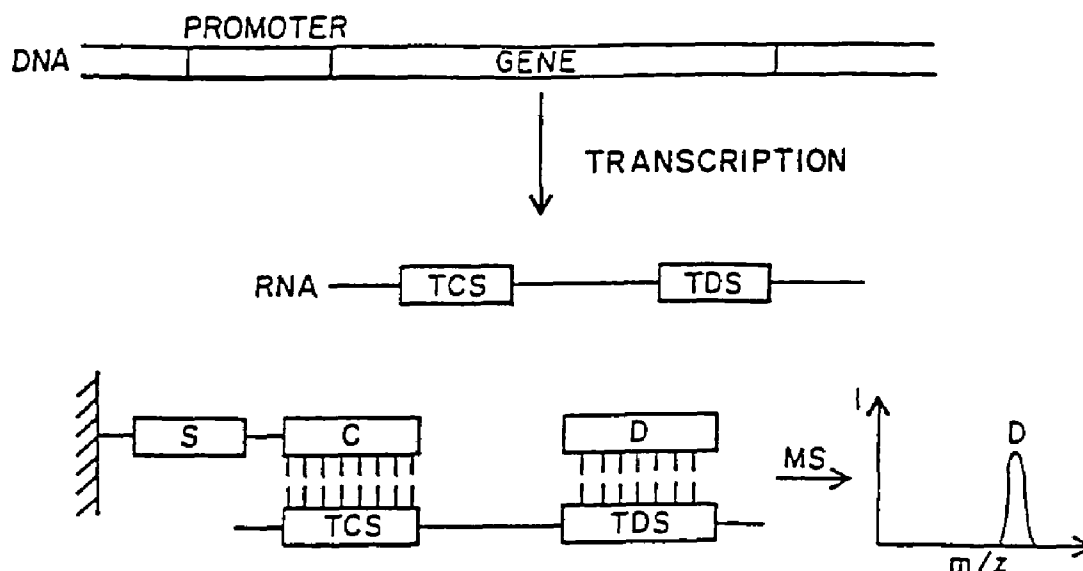 PROMOTER
DNA GENE
TRANSCRIPTION
RNA TCS TDS
S C D
TCS TDS
MS
I D
m/z